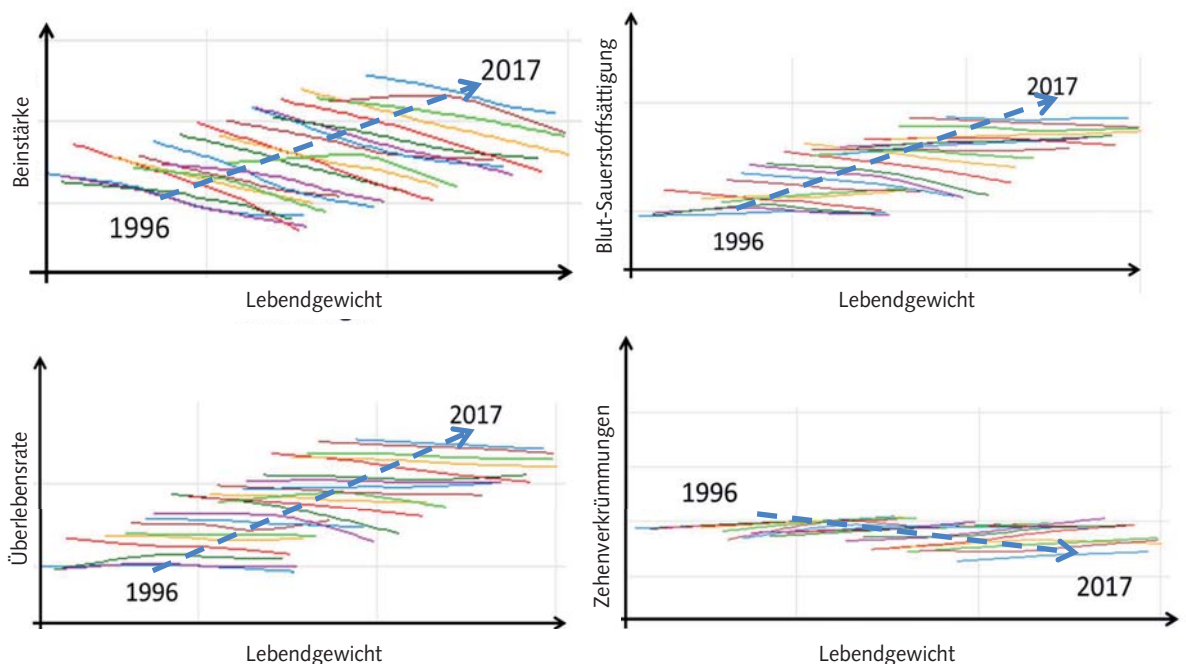 Beinstärke
2017
1996
Lebendgewicht
Blut-Sauerstoffsättigung
2017
1996
Lebendgewicht
Überlebensrate
2017
1996
Lebendgewicht
Zehenverkrümmungen
1996
2017
Lebendgewicht